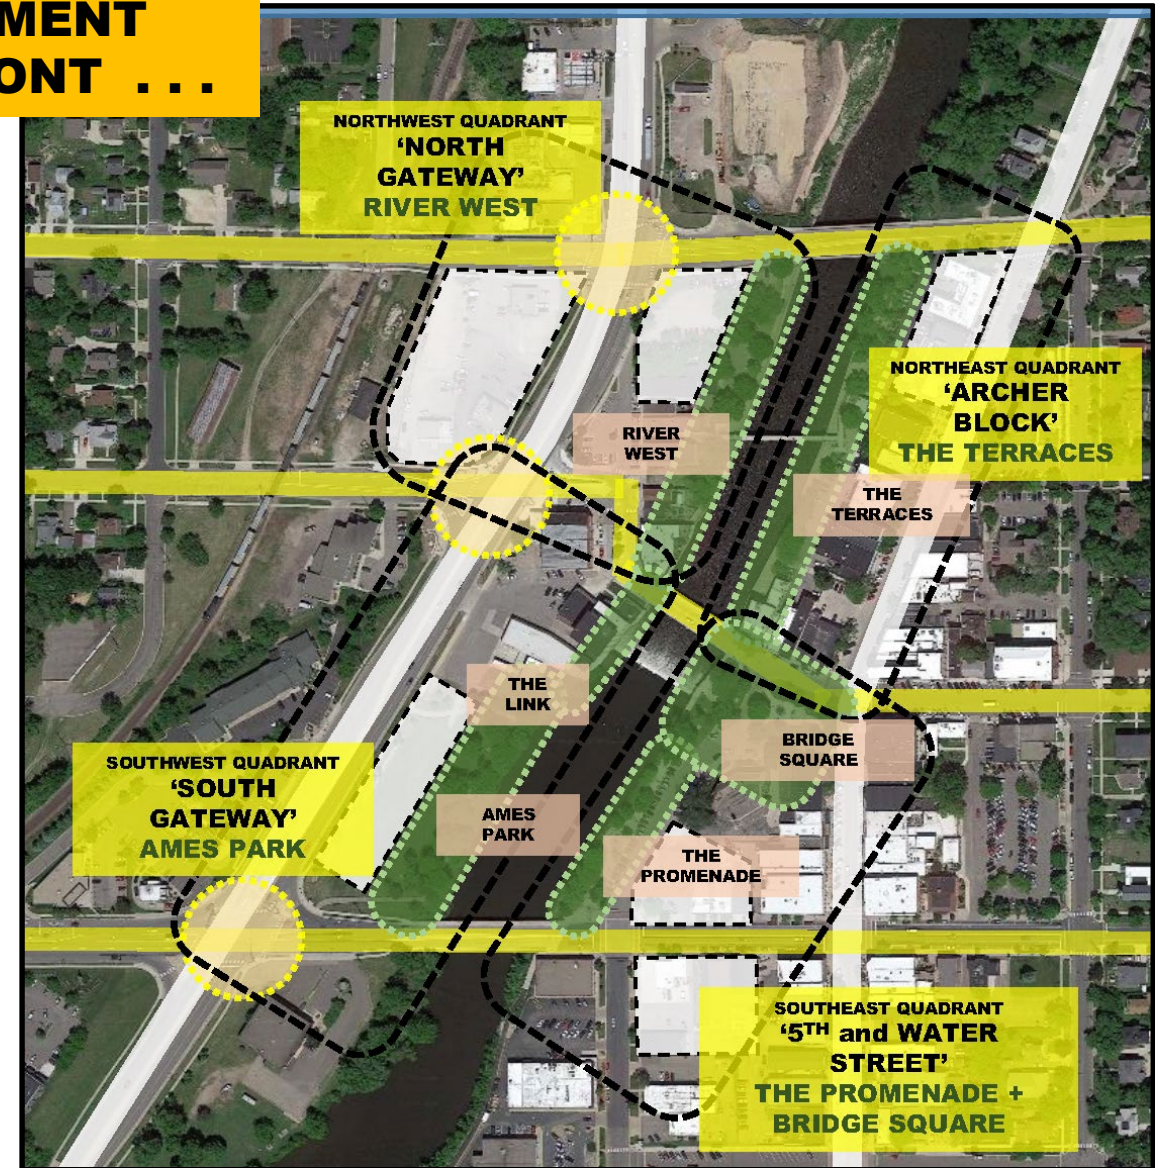 MENT
ONT ...
NORTHWEST QUADRANT
‘NORTH
GATEWAY’
RIVER WEST
NORTHEAST QUADRANT
‘ARCHER
BLOCK’
THE TERRACES
RIVER
WEST
THE
TERRACES
THE
LINK
BRIDGE
SQUARE
SOUTHWEST QUADRANT
‘SOUTH
GATEWAY’
AMES PARK
AMES
PARK
THE
PROMENADE
SOUTHEAST QUADRANT
‘5TH and WATER
STREET’
THE PROMENADE +
BRIDGE SQUARE